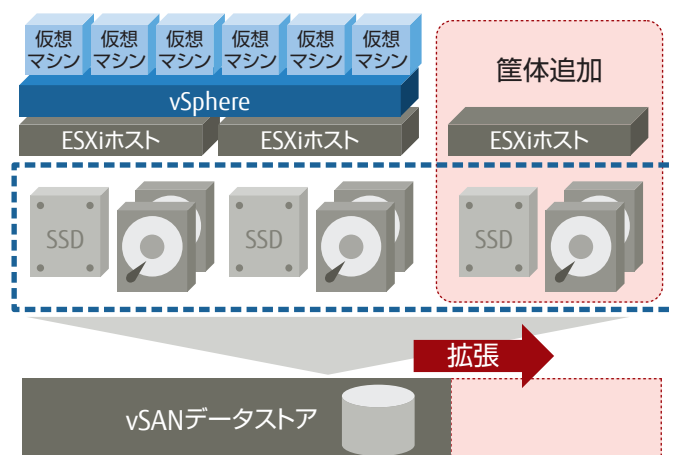 仮想
マシン
仮想
マシン
仮想
マシン
仮想
マシン
仮想
マシン
仮想
マシン
筐体追加
vSphere
ESXiホスト
ESXiホスト
ESXiホスト
SSD
SSD
SSD
拡張
vSANデータストア